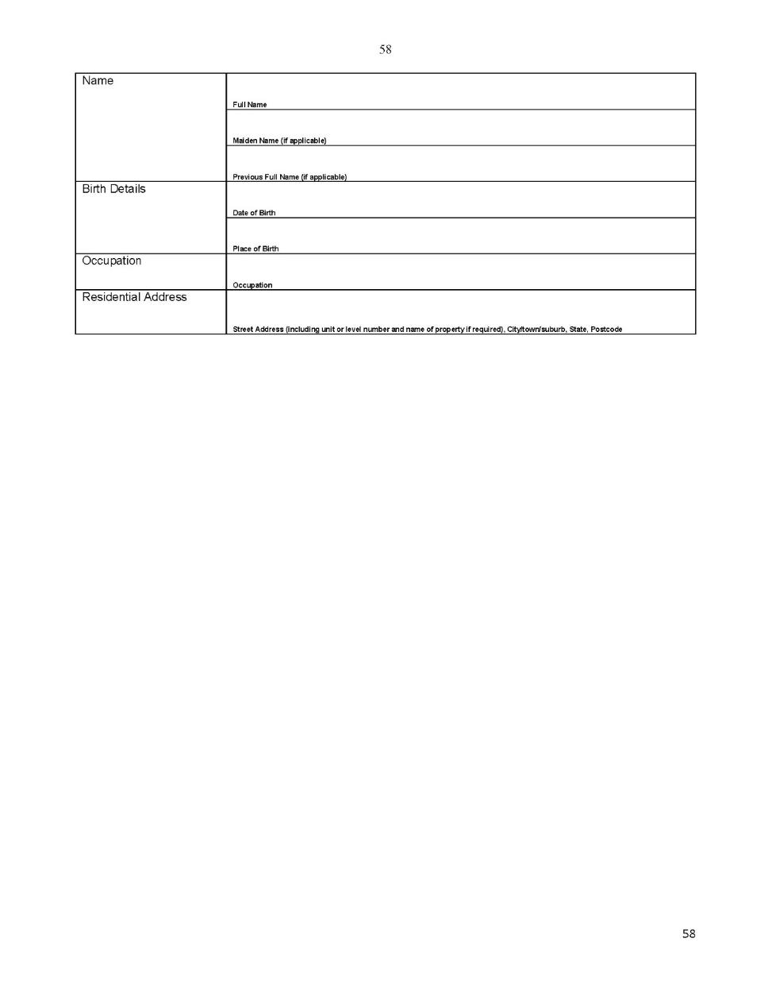 58
Name
Full Name
Maiden Name (if applicable)
Previous Full Name (if applicable)
Birth Details
Date of Birth
Place of Birth
Occupation
Occupation
Residential Address
Street Address (including unit or level number and name of property if required), City/town/suburb, State, Postcode
58